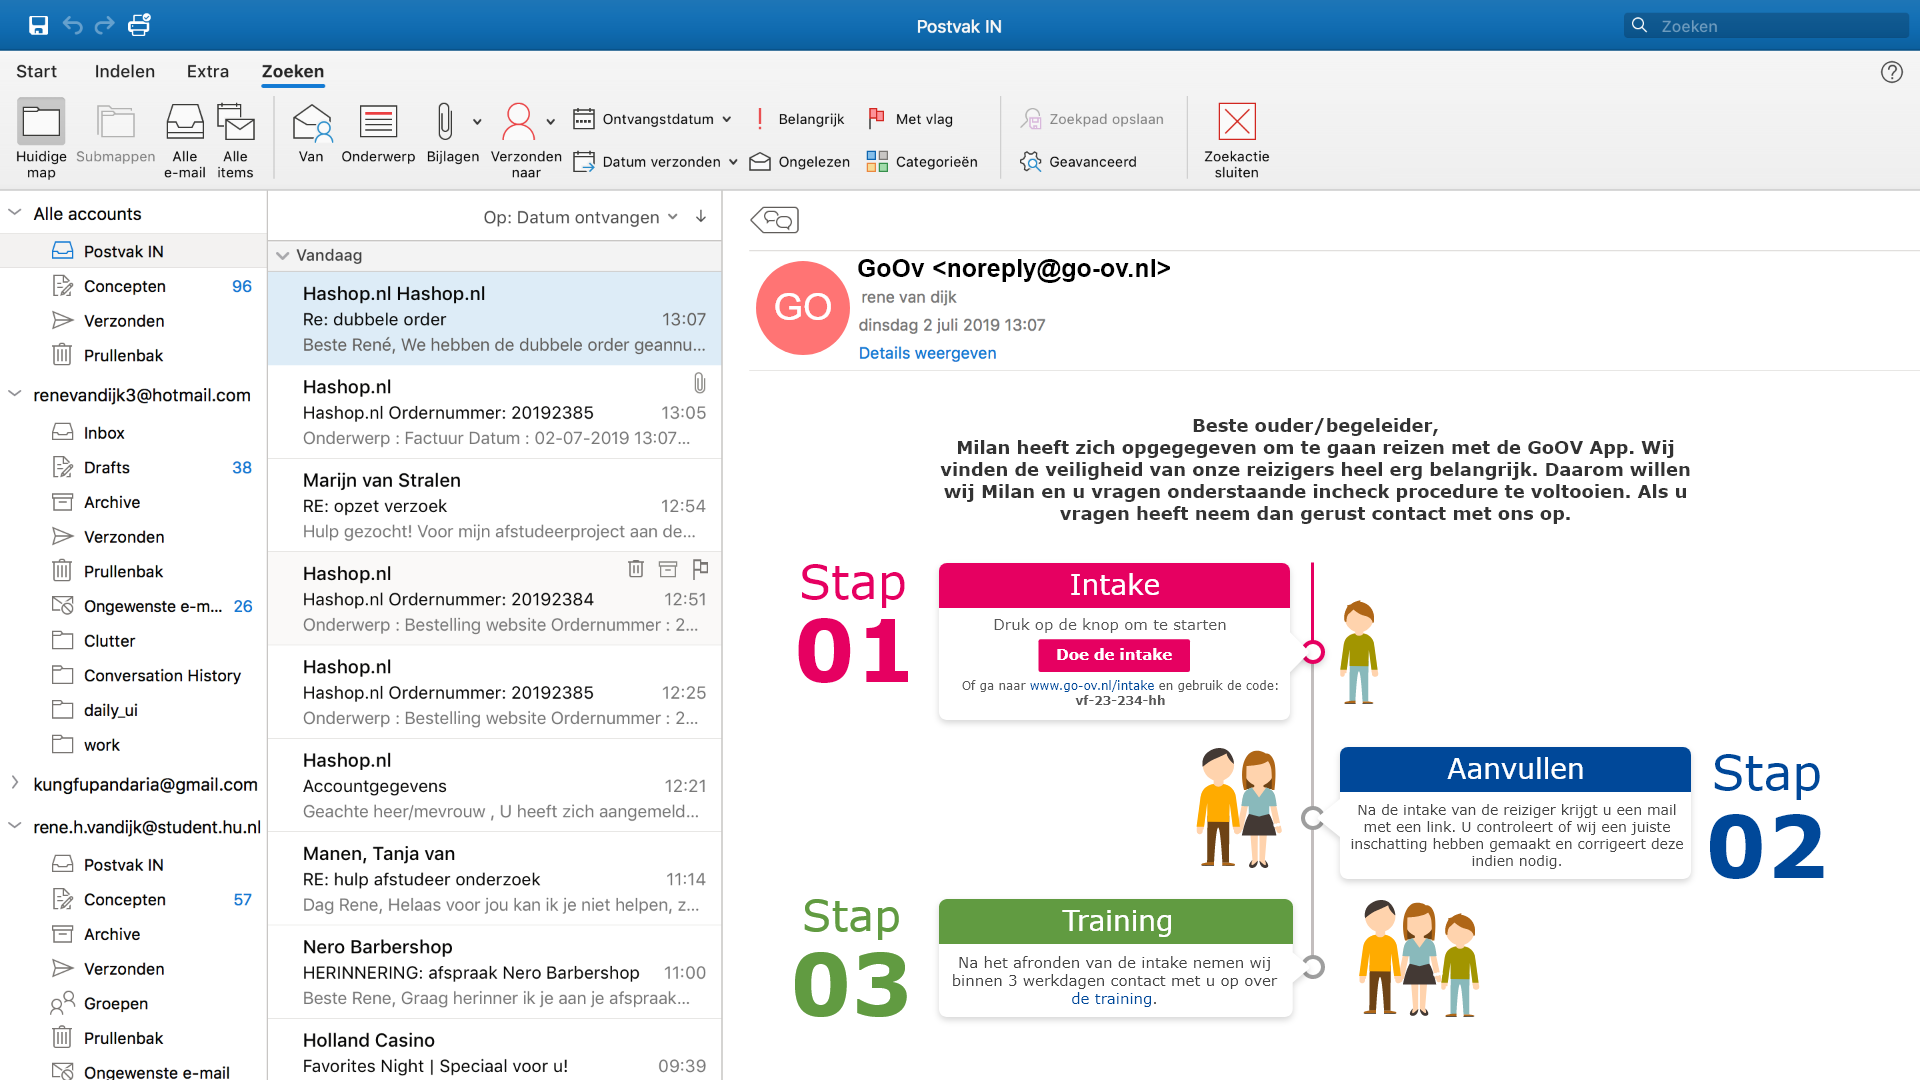 Postvak IN
Zoeken
Start
Indelen
Extra
Zoeken
Huidige map
Submappen
Alle e-mail
Alle items
Van
Onderwerp
Bijlagen
Verzonden naar
Ontvangstdatum
Datum verzonden
Belangrijk
Ongelezen
Met vlag
Categorieën
Zoekpad opslaan
Geavanceerd
Zoekactie sluiten
Alle accounts
Postvak IN
Concepten 96
Verzonden
Prullenbak
renevandijk3@hotmail.com
Inbox
Drafts 38
Archive
Verzonden
Prullenbak
Ongewenste e-m... 26
Clutter
Conversation History
daily_ui
work
kungfupandaria@gmail.com
rene.h.vandijk@student.hu.nl
Postvak IN
Concepten 57
Archive
Verzonden
Groepen
Prullenbak
Ongewenste e-mail
Op: Datum ontvangen
Vandaag
Hashop.nl Hashop.nl
Re: dubbele order 13:07
Beste René, We hebben de dubbele order geannu...
Hashop.nl
Hashop.nl Ordernummer: 20192385 13:05
Onderwerp : Factuur Datum : 02-07-2019 13:07...
Marijn van Stralen
RE: opzet verzoek 12:54
Hulp gezocht! Voor mijn afstudeerproject aan de...
Hashop.nl
Hashop.nl Ordernummer: 20192384 12:51
Onderwerp : Bestelling website Ordernummer : 2...
Hashop.nl
Hashop.nl Ordernummer: 20192385 12:25
Onderwerp : Bestelling website Ordernummer : 2...
Hashop.nl
Accountgegevens 12:21
Geachte heer/mevrouw , U heeft zich aangemeld...
Manen, Tanja van
RE: hulp afstudeer onderzoek 11:14
Dag Rene, Helaas voor jou kan ik je niet helpen, z...
Nero Barbershop
HERINNERING: afspraak Nero Barbershop 11:00
Beste Rene, Graag herinner ik je aan je afspraak...
Holland Casino
Favorites Night | Speciaal voor u! 09:39
GO
GoOv <noreply@go-ov.nl>
rene van dijk
dinsdag 2 juli 2019 13:07
Details weergeven
Beste ouder/begeleider,
Milan heeft zich opgegegeven om te gaan reizen met de GoOV App. Wij
vinden de veiligheid van onze reizigers heel erg belangrijk. Daarom willen
wij Milan en u vragen onderstaande incheck procedure te voltooien. Als u
vragen heeft neem dan gerust contact met ons op.
Stap
01
Intake
Druk op de knop om te starten
Doe de intake
Of ga naar www.go-ov.nl/intake en gebruik de code:
vf-23-234-hh
Aanvullen
Na de intake van de reiziger krijgt u een mail
met een link. U controleert of wij een juiste
inschatting hebben gemaakt en corrigeert deze
indien nodig.
Stap
02
Stap
03
Training
Na het afronden van de intake nemen wij
binnen 3 werkdagen contact met u op over
de training.